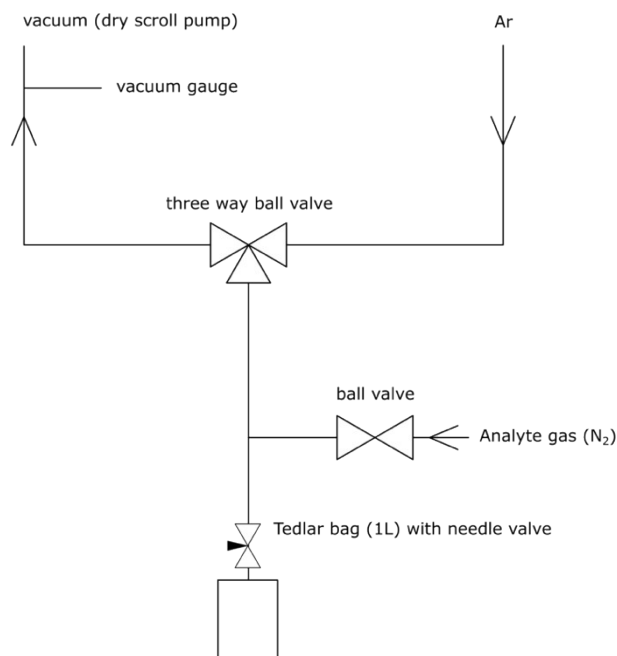 vacuum (dry scroll pump)
Ar
vacuum gauge
three way ball valve
ball valve
Analyte gas (N₂)
Tedlar bag (1L) with needle valve